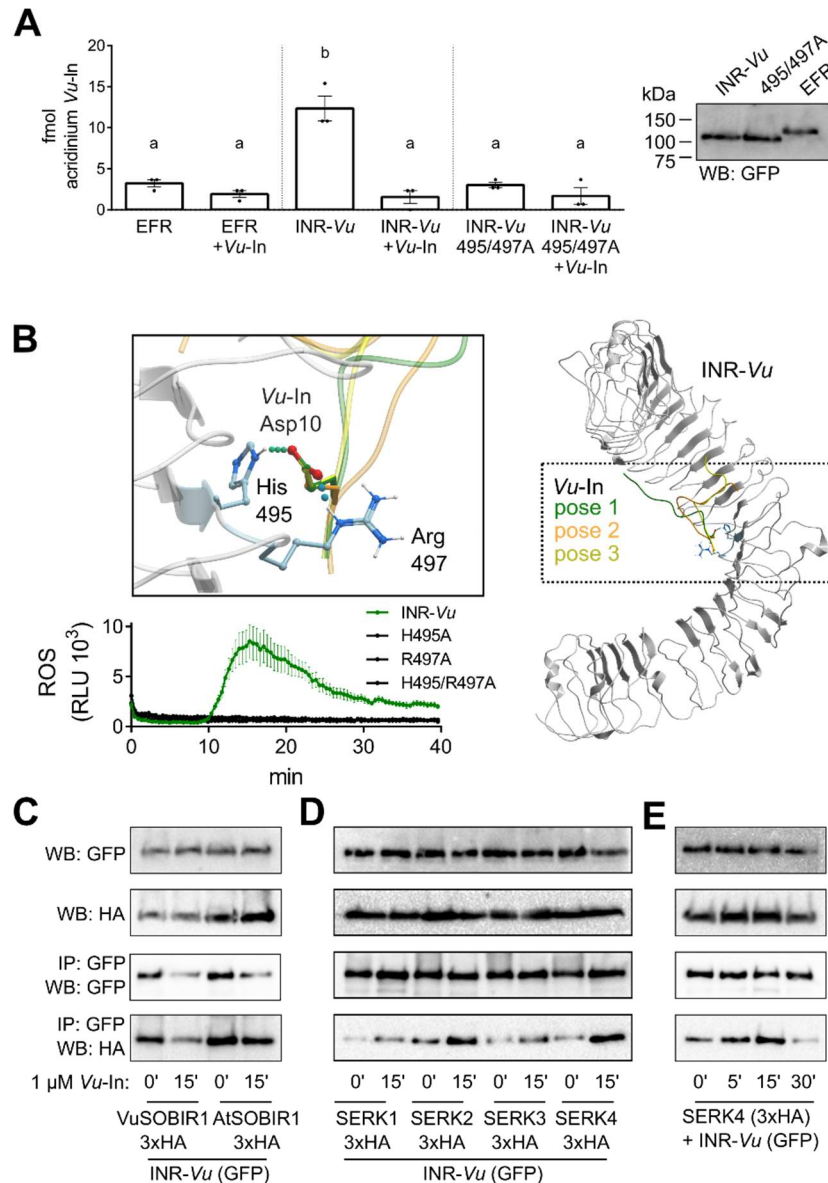 A
fmol
acridinium Vu-In
20
15
10
5
0
a
a
b
a
a
a
EFR
EFR
+Vu-In
INR-Vu
INR-Vu
+Vu-In
INR-Vu
495/497A
INR-Vu
495/497A
+Vu-In
INR-Vu
495/497A
EFR
kDa
150
100
75
WB: GFP
B
Vu-In
Asp10
His
495
Arg
497
INR-Vu
Vu-In
pose 1
pose 2
pose 3
ROS
(RLU 10³)
10
5
0
0
10
20
30
40
min
INR-Vu
H495A
R497A
H495/R497A
C
D
E
WB: GFP
WB: HA
IP: GFP
WB: GFP
IP: GFP
WB: HA
1 µM Vu-In:
0' 15' 0' 15'
VuSOBIR1 AtSOBIR1
3xHA 3xHA
INR-Vu (GFP)
0' 15' 0' 15' 0' 15' 0' 15'
SERK1 SERK2 SERK3 SERK4
3xHA 3xHA 3xHA 3xHA
INR-Vu (GFP)
0' 5' 15' 30'
SERK4 (3xHA)
+ INR-Vu (GFP)